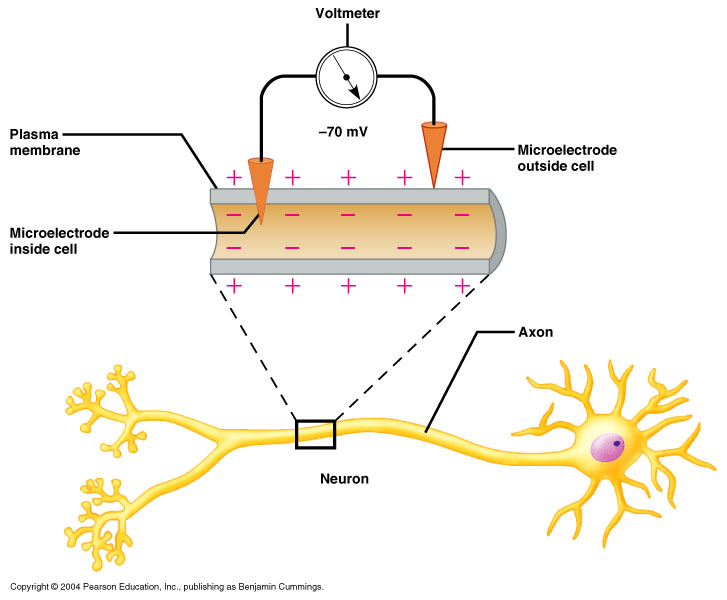 Voltmeter
Plasma
membrane
–70 mV
Microelectrode
outside cell
+ + + + +
– – – – –
Microelectrode
inside cell
– – – – –
+ + + + +
Axon
Neuron
Copyright © 2004 Pearson Education, Inc., publishing as Benjamin Cummings.